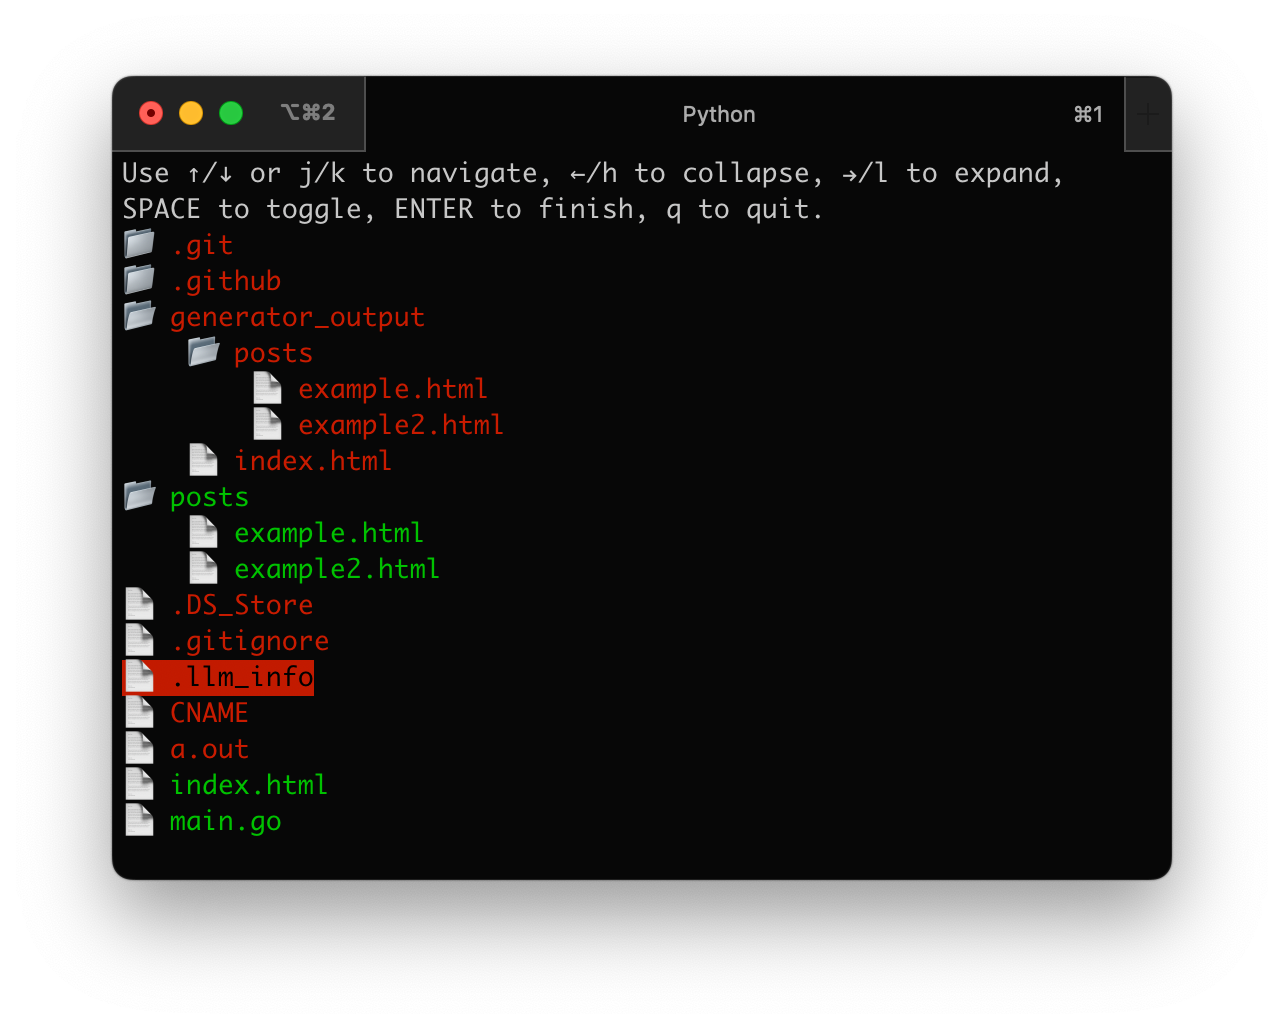 ⌥⌘2 Python ⌘1 +
Use ↑/↓ or j/k to navigate, ←/h to collapse, →/l to expand,
SPACE to toggle, ENTER to finish, q to quit.
.git
.github
generator_output
posts
example.html
example2.html
index.html
posts
example.html
example2.html
.DS_Store
.gitignore
.llm_info
CNAME
a.out
index.html
main.go